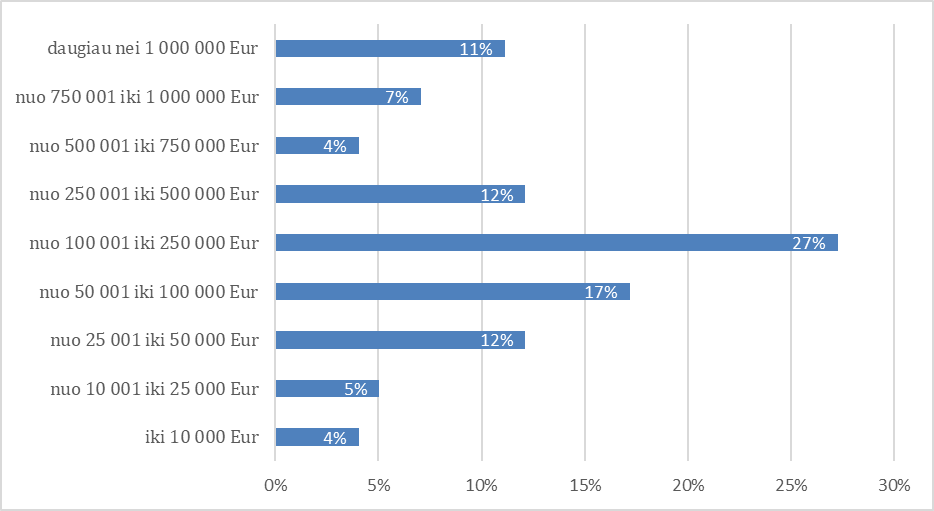 daugiau nei 1 000 000 Eur
11%
nuo 750 001 iki 1 000 000 Eur
7%
nuo 500 001 iki 750 000 Eur
4%
nuo 250 001 iki 500 000 Eur
12%
nuo 100 001 iki 250 000 Eur
27%
nuo 50 001 iki 100 000 Eur
17%
nuo 25 001 iki 50 000 Eur
12%
nuo 10 001 iki 25 000 Eur
5%
iki 10 000 Eur
4%
0% 5% 10% 15% 20% 25% 30%